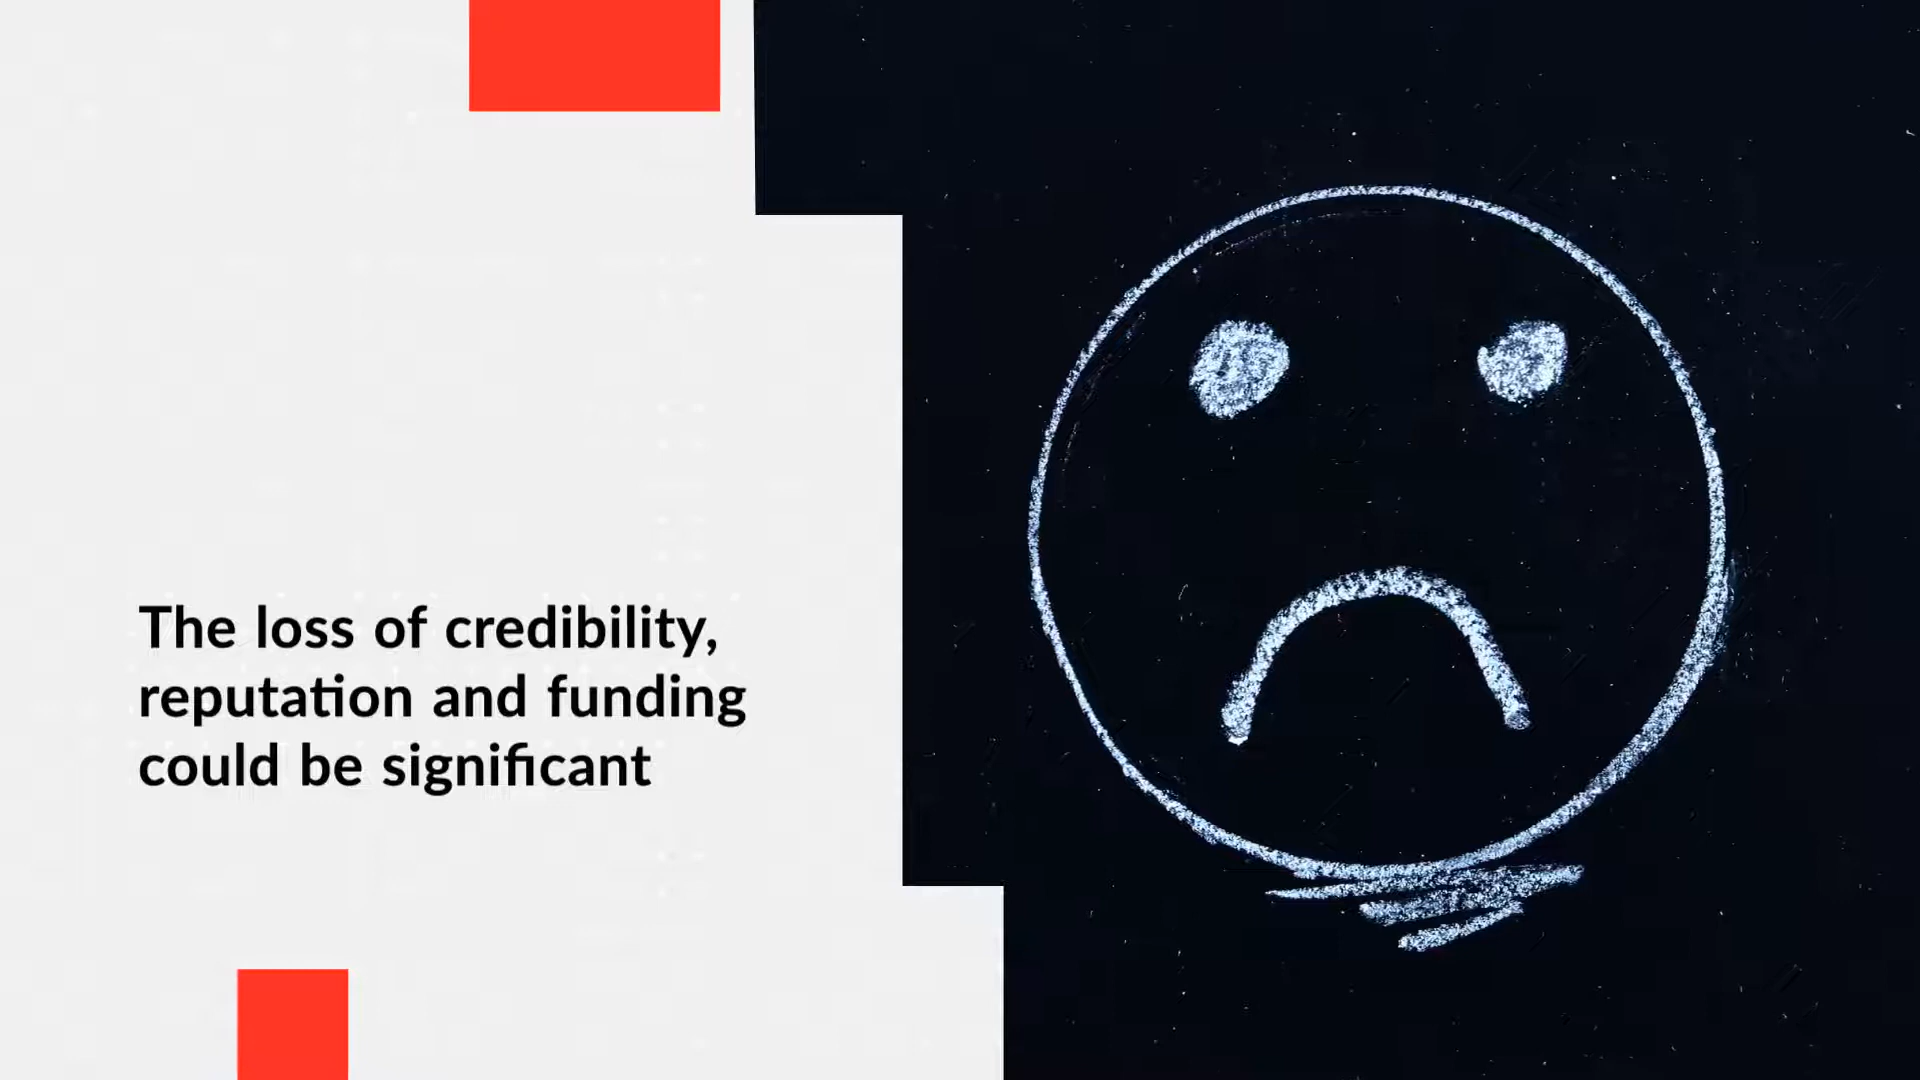 The loss of credibility,
reputation and funding
could be significant